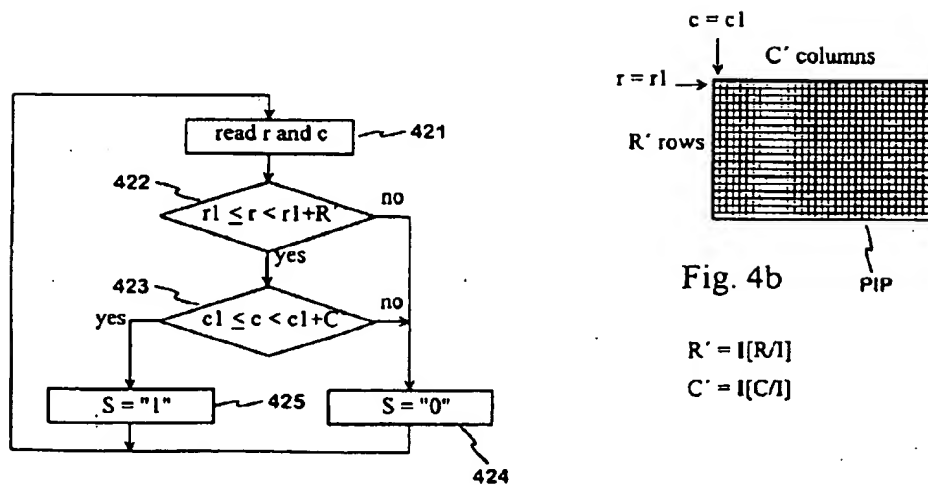 read r and c
421
422
r1 ≤ r < r1+R´
no
yes
423
c1 ≤ c < c1+C
no
yes
S = "1"
425
S = "0"
424
c = c1
C´ columns
r = r1
R´ rows
Fig. 4b
PIP
R´ = I[R/I]
C´ = I[C/I]